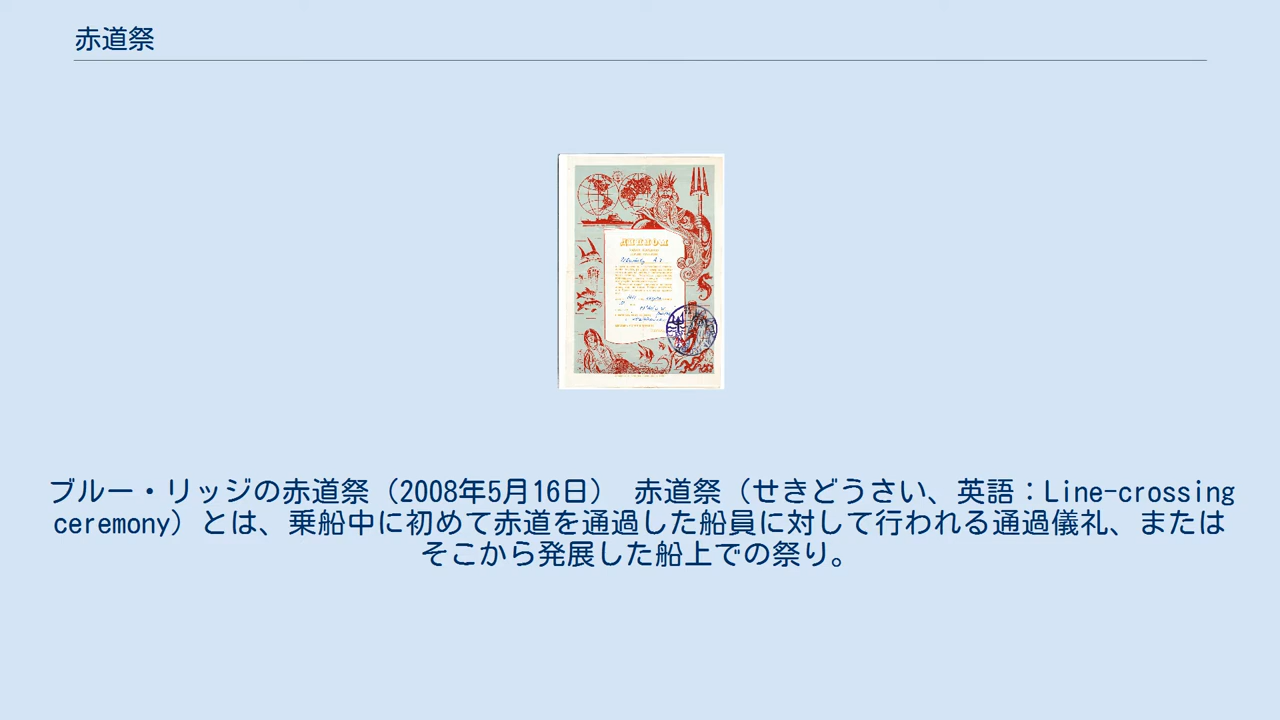 赤道祭
ДИПЛОМ
ブルー・リッジの赤道祭（2008年5月16日） 赤道祭（せきどうさい、英語：Line-crossing
ceremony）とは、乗船中に初めて赤道を通過した船員に対して行われる通過儀礼、または
そこから発展した船上での祭り。